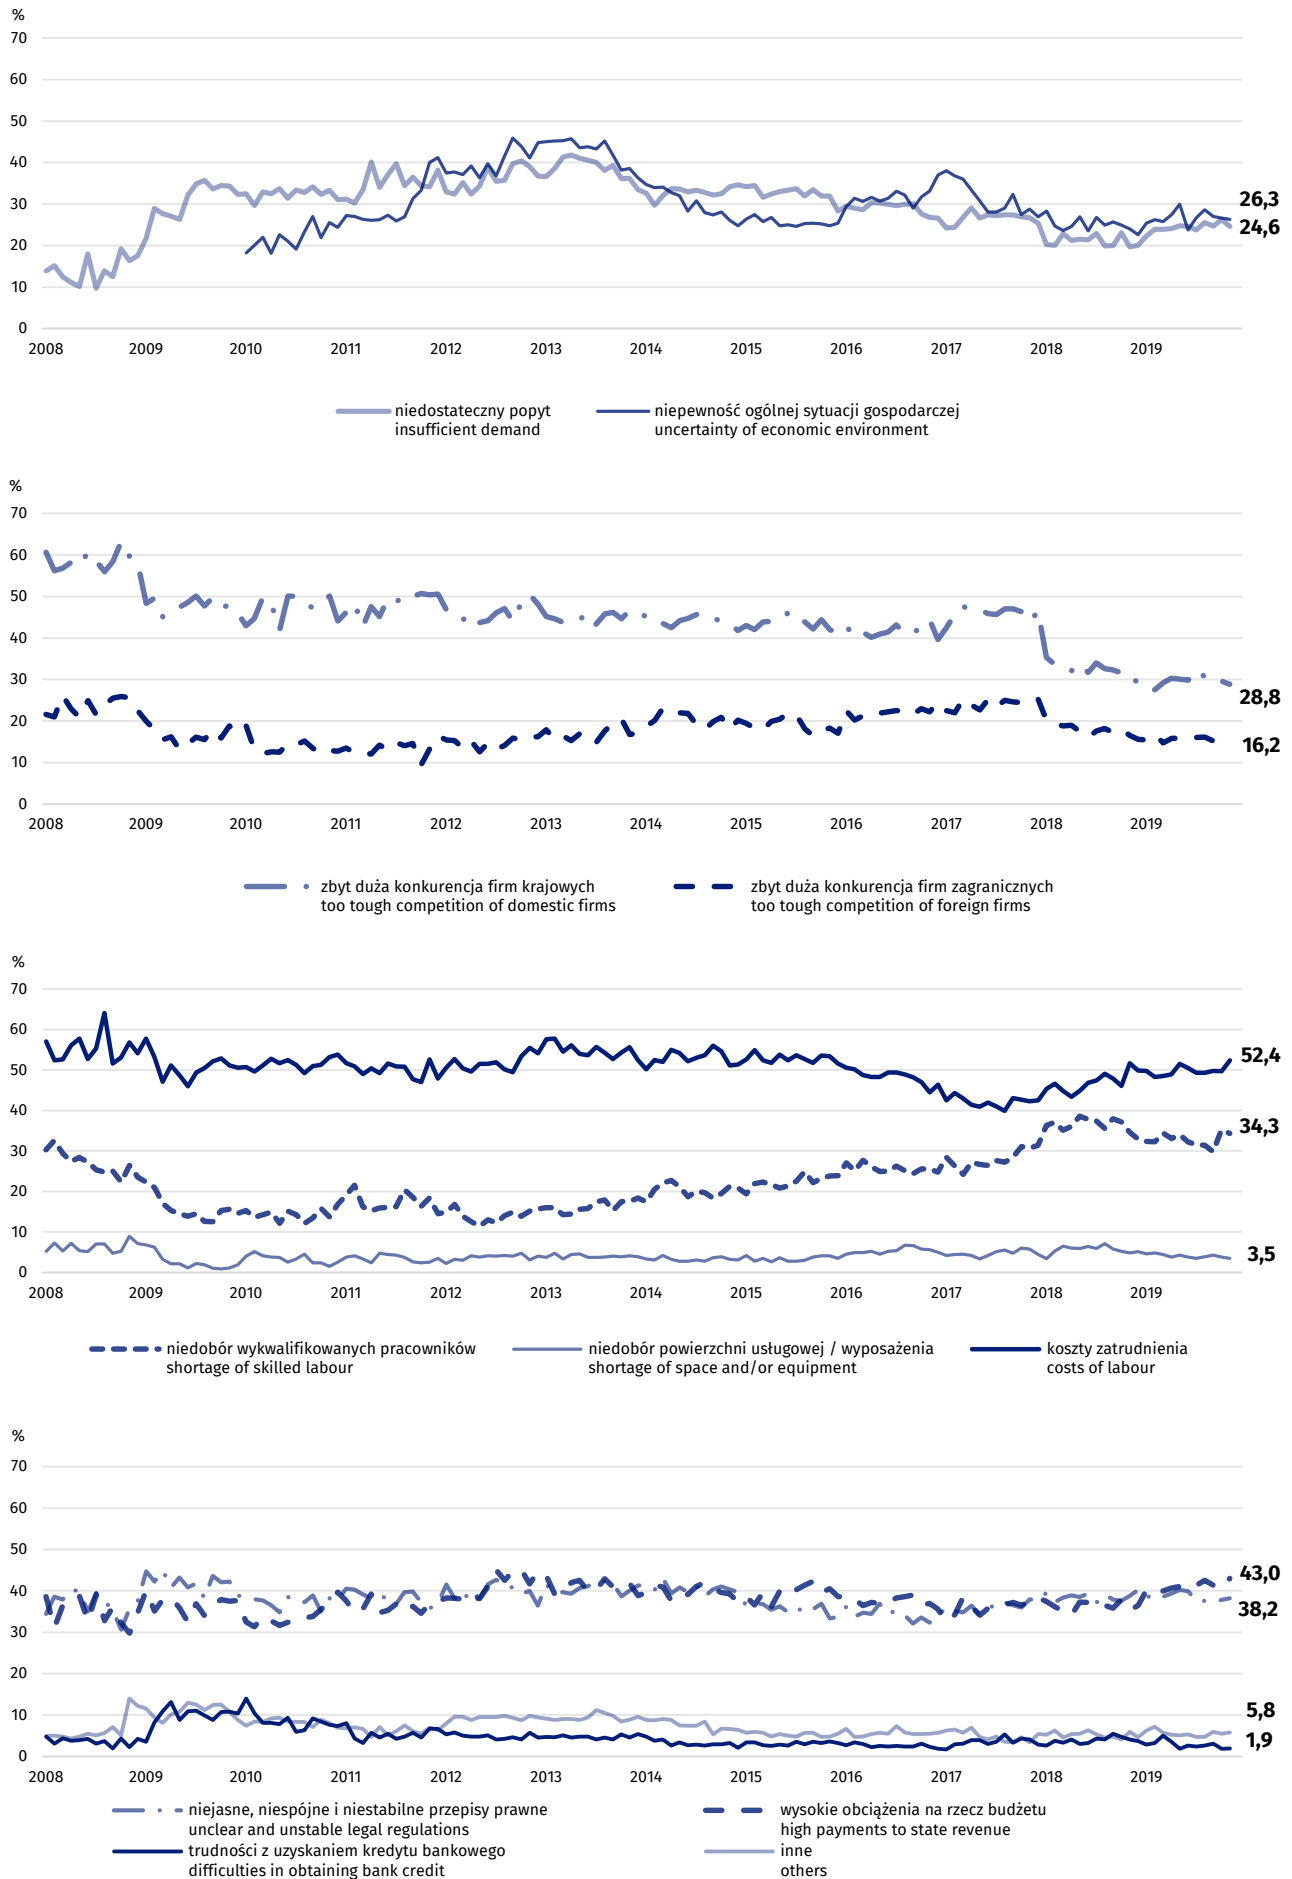 %
70
60
50
40
30
20
10
0
26,3
24,6
2008 2009 2010 2011 2012 2013 2014 2015 2016 2017 2018 2019
niedostateczny popyt
insufficient demand
niepewność ogólnej sytuacji gospodarczej
uncertainty of economic environment
%
70
60
50
40
30
20
10
0
28,8
16,2
2008 2009 2010 2011 2012 2013 2014 2015 2016 2017 2018 2019
zbyt duża konkurencja firm krajowych
too tough competition of domestic firms
zbyt duża konkurencja firm zagranicznych
too tough competition of foreign firms
%
70
60
50
40
30
20
10
0
52,4
34,3
3,5
2008 2009 2010 2011 2012 2013 2014 2015 2016 2017 2018 2019
niedobór wykwalifikowanych pracowników
shortage of skilled labour
niedobór powierzchni usługowej / wyposażenia
shortage of space and/or equipment
koszty zatrudnienia
costs of labour
%
70
60
50
40
30
20
10
0
43,0
38,2
5,8
1,9
2008 2009 2010 2011 2012 2013 2014 2015 2016 2017 2018 2019
niejasne, niespójne i niestabilne przepisy prawne
unclear and unstable legal regulations
wysokie obciążenia na rzecz budżetu
high payments to state revenue
trudności z uzyskaniem kredytu bankowego
difficulties in obtaining bank credit
inne
others